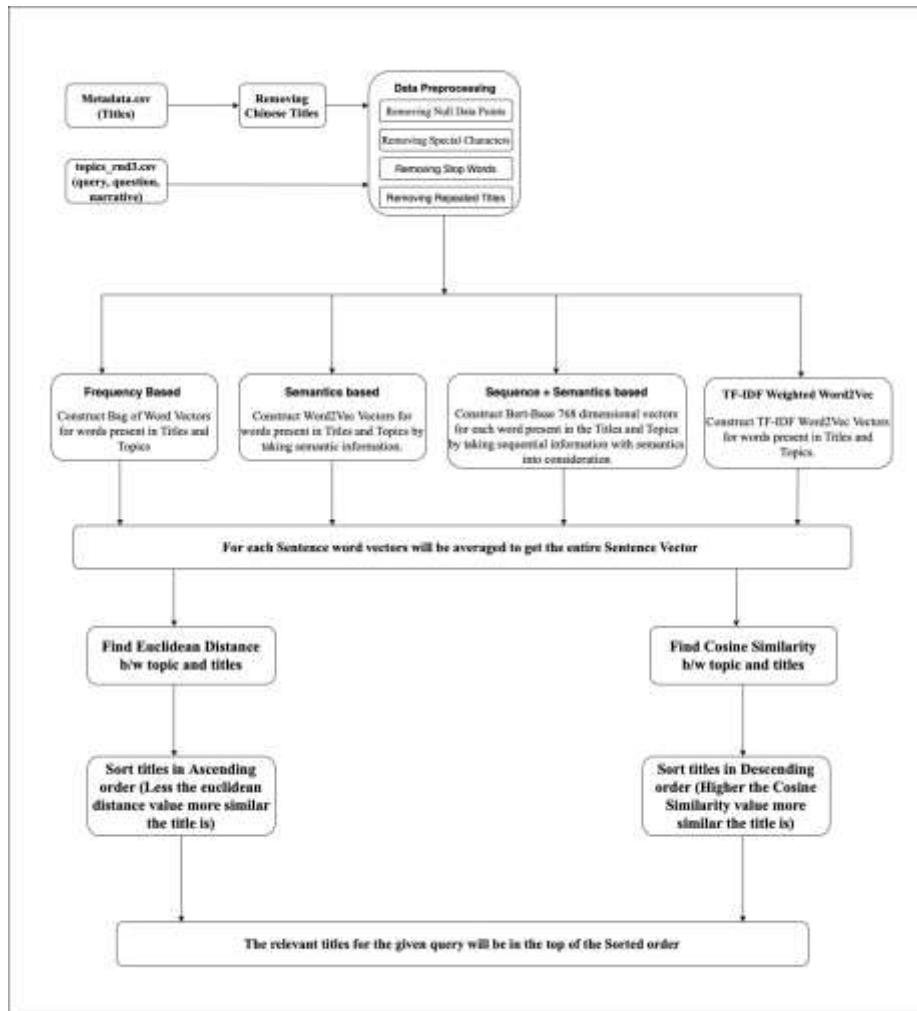 Metadata.csv
(Titles)
Removing
Chinese Titles
Data Preprocessing
Removing Null Data Points
Removing Special Characters
Removing Stop Words
Removing Repeated Titles
topics_rnd3.csv
(query, question,
narrative)
Frequency Based
Construct Bag of Word Vectors
for words present in Titles and
Topics
Semantics based
Construct Word2Vec Vectors for
words present in Titles and Topics by
taking semantic information.
Sequence + Semantics based
Construct Bert-Base 768 dimensional vectors
for each word present in the Titles and Topics
by taking sequential information with semantics
into consideration
TF-IDF Weighted Word2Vec
Construct TF-IDF Word2Vec Vectors
for words present in Titles and
Topics.
For each Sentence word vectors will be averaged to get the entire Sentence Vector
Find Euclidean Distance
b/w topic and titles
Find Cosine Similarity
b/w topic and titles
Sort titles in Ascending
order (Less the euclidean
distance value more similar
the title is)
Sort titles in Descending
order (Higher the Cosine
Similarity value more
similar the title is)
The relevant titles for the given query will be in the top of the Sorted order